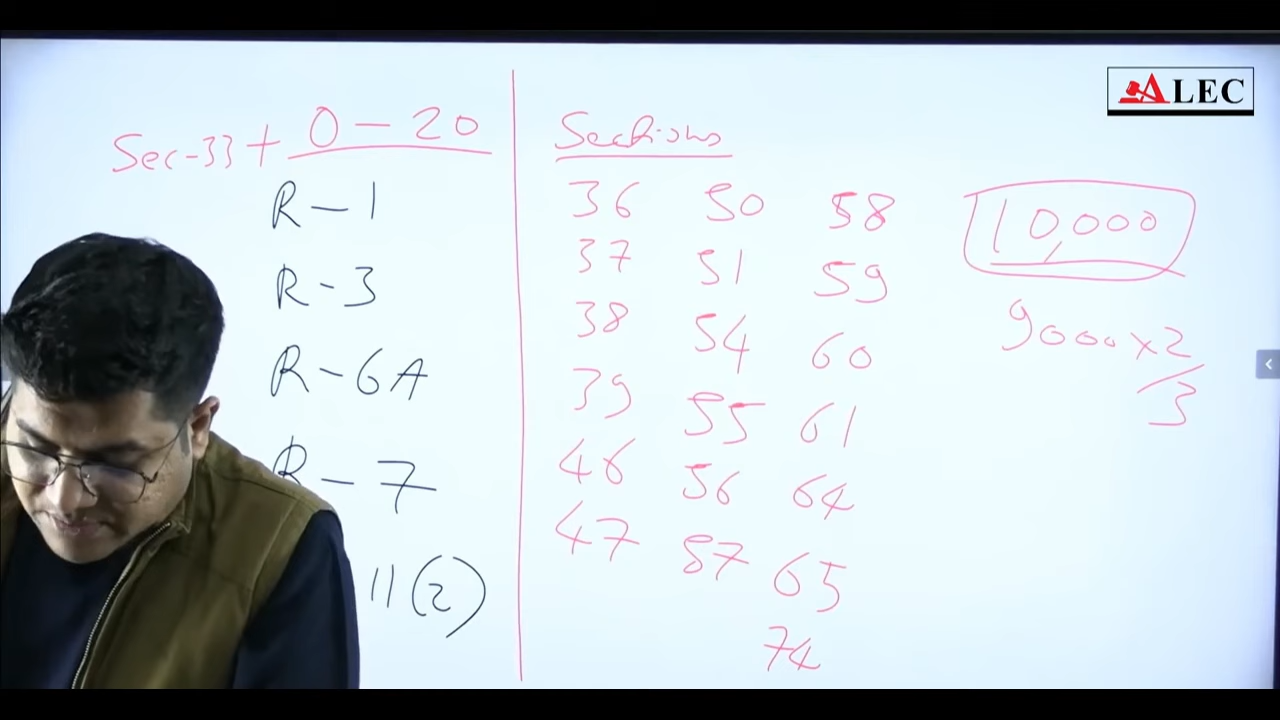 ALEC
Sec-33 + O - 20
R - 1
R - 3
R - 6A
R - 7
11(2)
Sections
36 50 58
37 51 59
38 54 60
39 55 61
46 56 64
47 57 65
74
10,000
9000 x 2/3